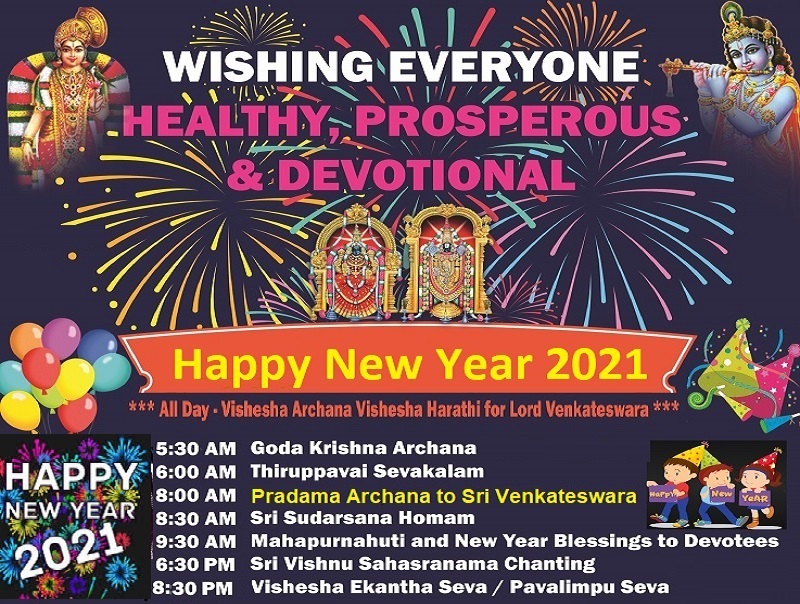 WISHING EVERYONE
HEALTHY, PROSPEROUS
& DEVOTIONAL
Happy New Year 2021
*** All Day - Vishesha Archana Vishesha Harathi for Lord Venkateswara ***
5:30 AM Goda Krishna Archana
6:00 AM Thiruppavai Sevakalam
8:00 AM Pradama Archana to Sri Venkateswara
8:30 AM Sri Sudarsana Homam
9:30 AM Mahapurnahuti and New Year Blessings to Devotees
6:30 PM Sri Vishnu Sahasranama Chanting
8:30 PM Vishesha Ekantha Seva / Pavalimpu Seva
HAPPY
NEW YEAR
2021
HaPPY New YeAR